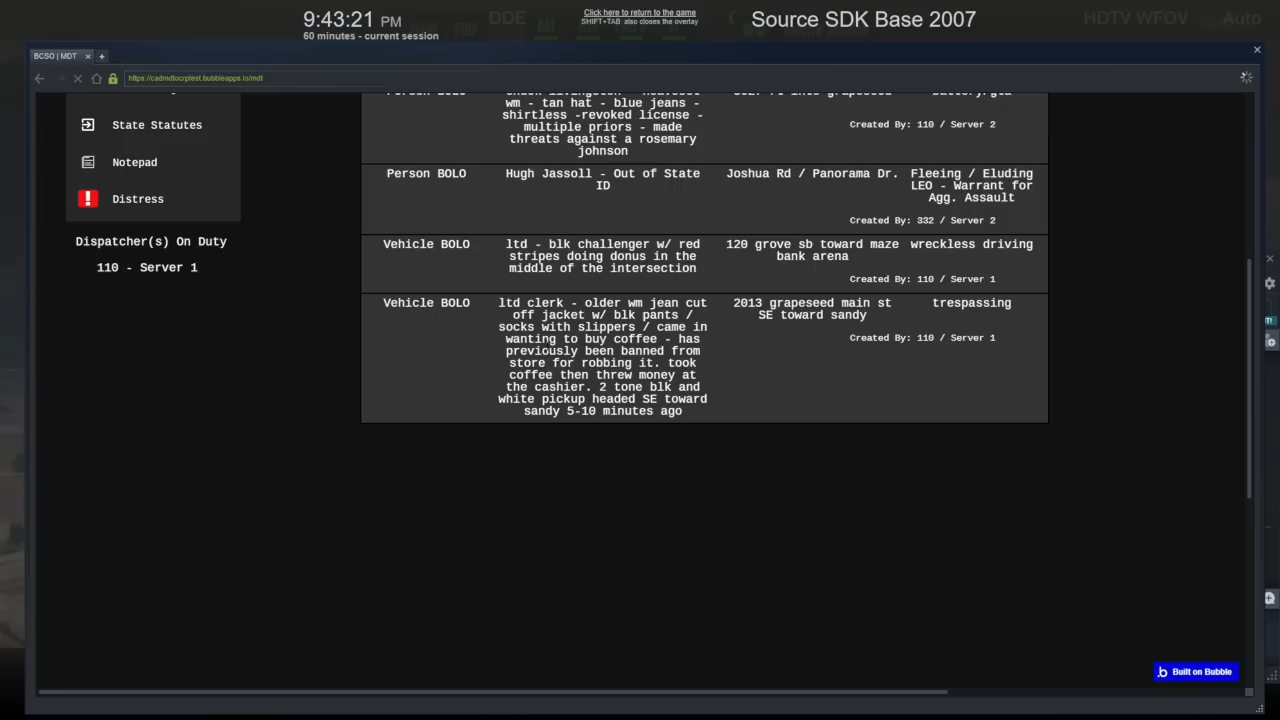 9:43:21 PM
60 minutes - current session
DDE
Click here to return to the game
SHIFT+TAB also closes the overlay
Source SDK Base 2007
HDTV WFOV
Auto
BCSO | MDT
https://cadmdtocrplest.bubbleapps.io/mdt
State Statutes
Notepad
Distress
Dispatcher(s) On Duty
110 - Server 1
Person BOLO
wm - tan hat - blue jeans -
shirtless -revoked license -
multiple priors - made
threats against a rosemary
johnson
Created By: 110 / Server 2
Person BOLO
Hugh Jassoll - Out of State
ID
Joshua Rd / Panorama Dr.
Fleeing / Eluding
LEO - Warrant for
Agg. Assault
Created By: 332 / Server 2
Vehicle BOLO
ltd - blk challenger w/ red
stripes doing donus in the
middle of the intersection
120 grove sb toward maze
bank arena
wreckless driving
Created By: 110 / Server 1
Vehicle BOLO
ltd clerk - older wm jean cut
off jacket w/ blk pants /
socks with slippers / came in
wanting to buy coffee - has
previously been banned from
store for robbing it. took
coffee then threw money at
the cashier. 2 tone blk and
white pickup headed SE toward
sandy 5-10 minutes ago
2013 grapeseed main st
SE toward sandy
trespassing
Created By: 110 / Server 1
Built on Bubble